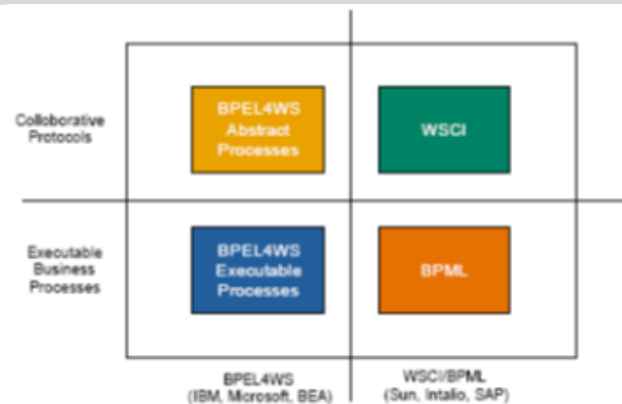 Colloborative
Protocols
BPEL4WS
Abstract
Processes
WSCI
Executable
Business
Processes
BPEL4WS
Executable
Processes
BPML
BPEL4WS
(IBM, Microsoft, BEA)
WSCI/BPML
(Sun, Intalio, SAP)